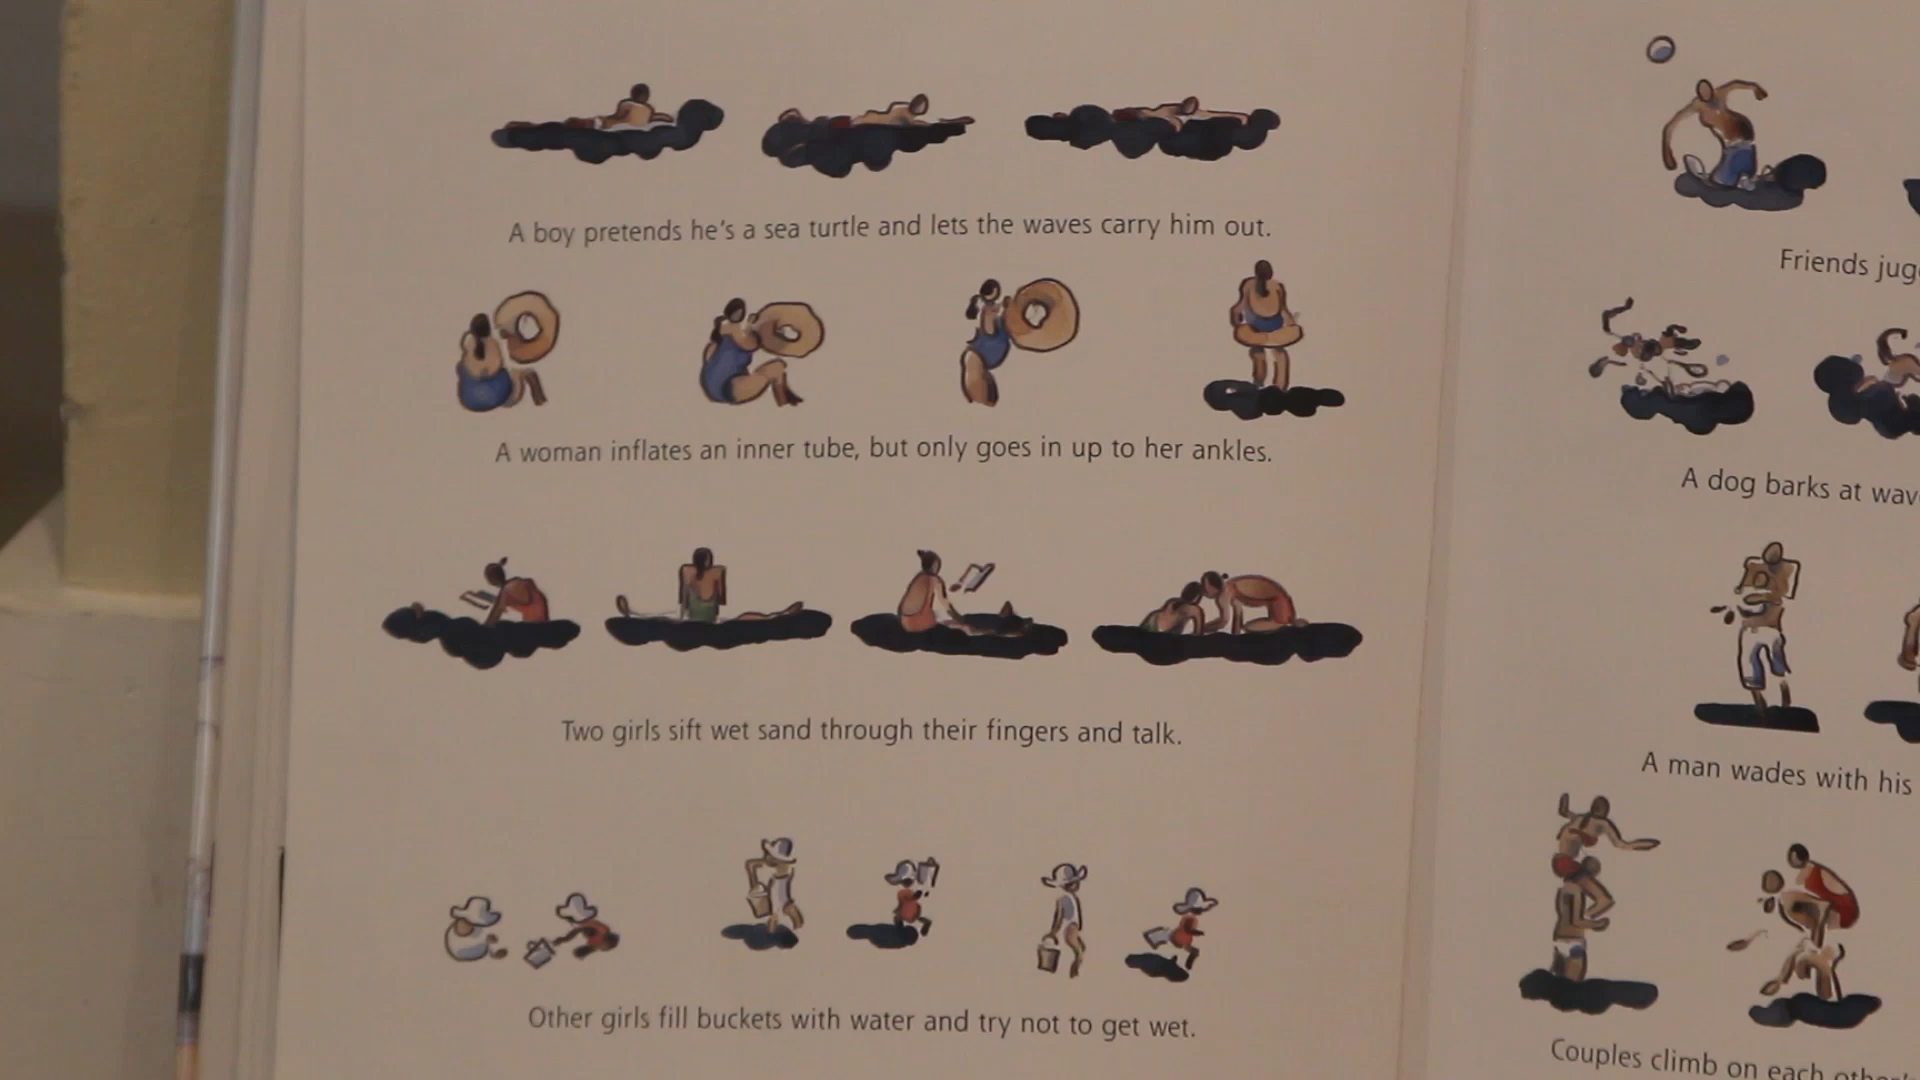 A boy pretends he's a sea turtle and lets the waves carry him out.
A woman inflates an inner tube, but only goes in up to her ankles.
Two girls sift wet sand through their fingers and talk.
Other girls fill buckets with water and try not to get wet.
Friends
A dog barks at
A man wades with his
Couples climb on each